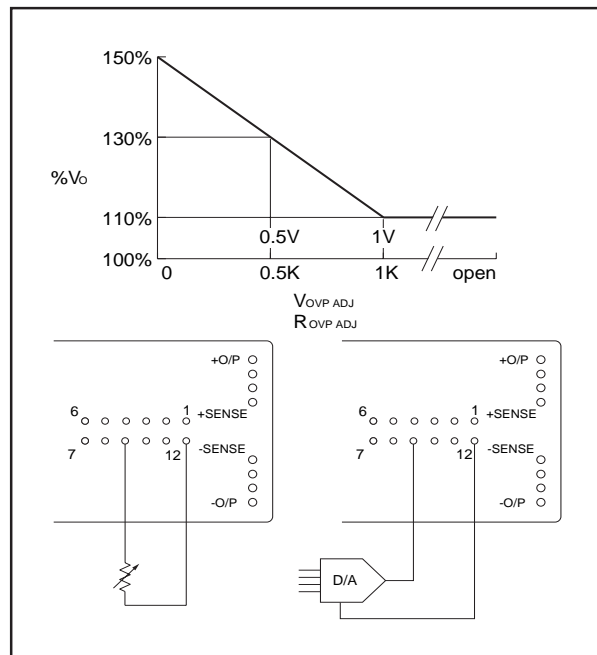 150%
130%
%VO
110%
0.5V 1V
100%
0 0.5K 1K open
VOVP ADJ
ROVP ADJ
+O/P
6 1 +SENSE
7 12 -SENSE
-O/P
+O/P
6 1 +SENSE
7 12 -SENSE
-O/P
D/A